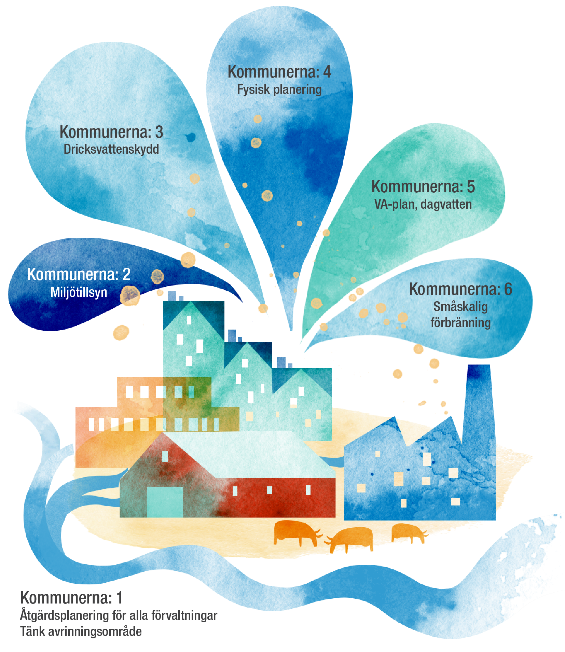 Kommunerna: 4
Fysisk planering
Kommunerna: 3
Dricksvattenskydd
Kommunerna: 5
VA-plan, dagvatten
Kommunerna: 2
Miljötillsyn
Kommunerna: 6
Småskalig
förbränning
Kommunerna: 1
Åtgärdsplanering för alla förvaltningar
Tänk avrinningsområde